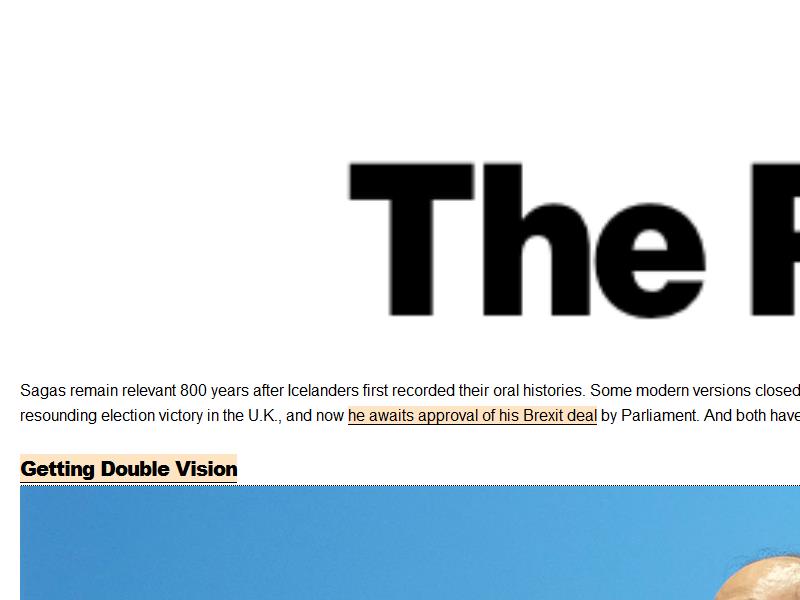 The
Sagas remain relevant 800 years after Icelanders first recorded their oral histories. Some modern versions closed
resounding election victory in the U.K., and now he awaits approval of his Brexit deal by Parliament. And both have
Getting Double Vision